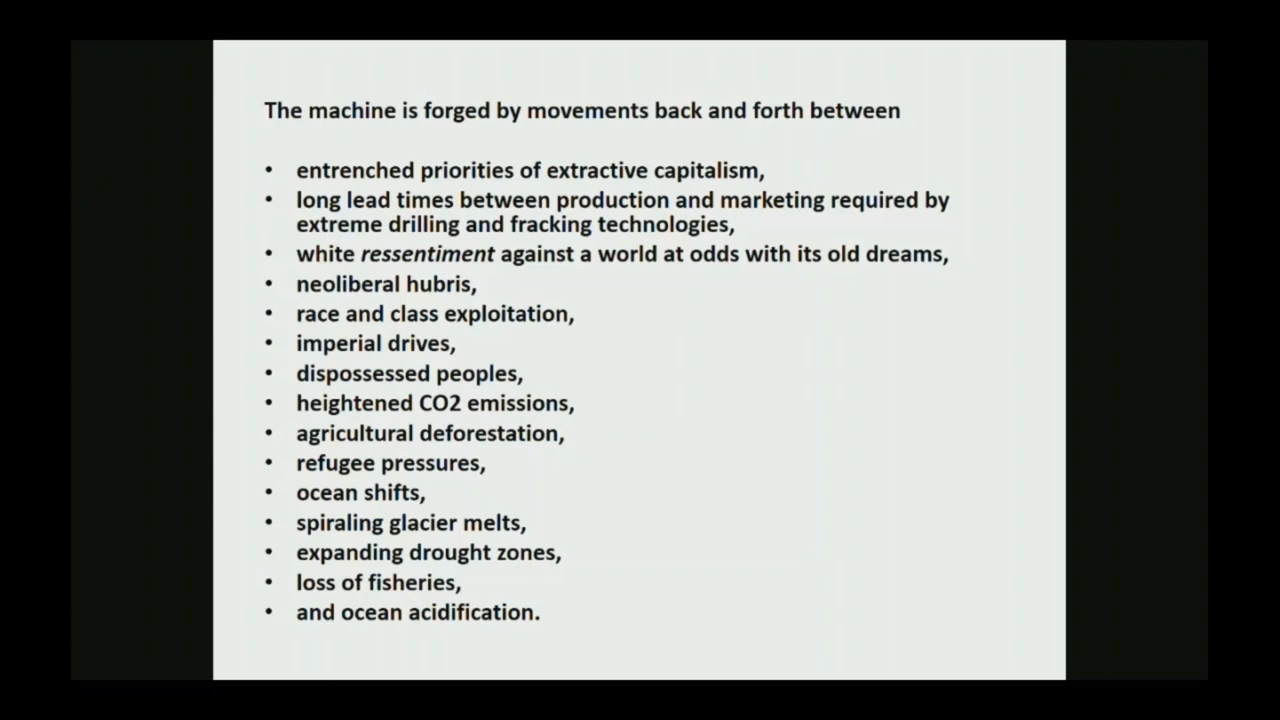 The machine is forged by movements back and forth between
• entrenched priorities of extractive capitalism,
• long lead times between production and marketing required by
extreme drilling and fracking technologies,
• white ressentiment against a world at odds with its old dreams,
• neoliberal hubris,
• race and class exploitation,
• imperial drives,
• dispossessed peoples,
• heightened CO2 emissions,
• agricultural deforestation,
• refugee pressures,
• ocean shifts,
• spiraling glacier melts,
• expanding drought zones,
• loss of fisheries,
• and ocean acidification.